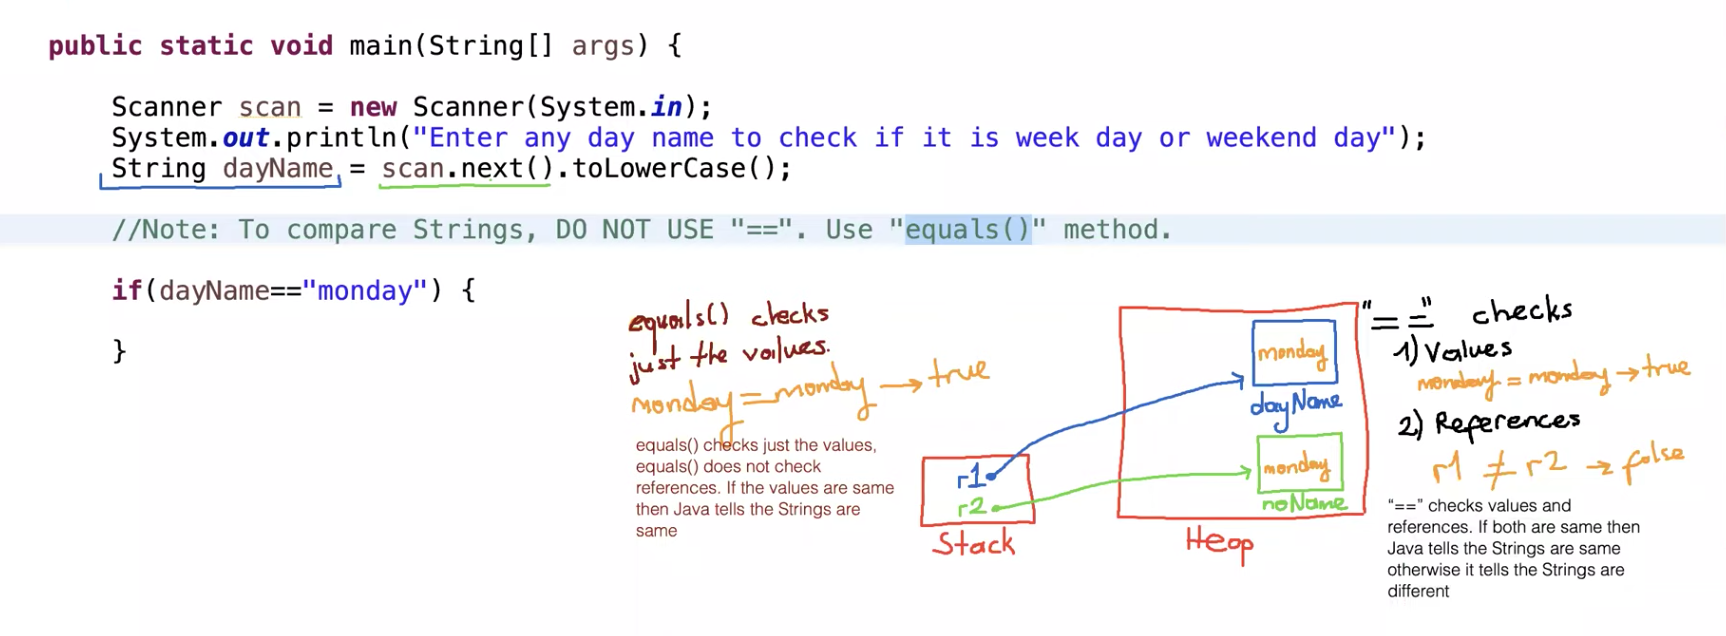 public static void main(String[] args) {
Scanner scan = new Scanner(System.in);
System.out.println("Enter any day name to check if it is week day or weekend day");
String dayName = scan.next().toLowerCase();
//Note: To compare Strings, DO NOT USE "==". Use "equals()" method.
if(dayName=="monday") {
}
equals() checks
just the values.
monday = monday → true
equals() checks just the values,
equals() does not check
references. If the values are same
then Java tells the Strings are
same
r1
r2
Stack
monday
dayName
monday
noName
Heap
"==" checks
1) Values
monday = monday → true
2) References
r1 ≠ r2 → false
"==" checks values and
references. If both are same then
Java tells the Strings are same
otherwise it tells the Strings are
different